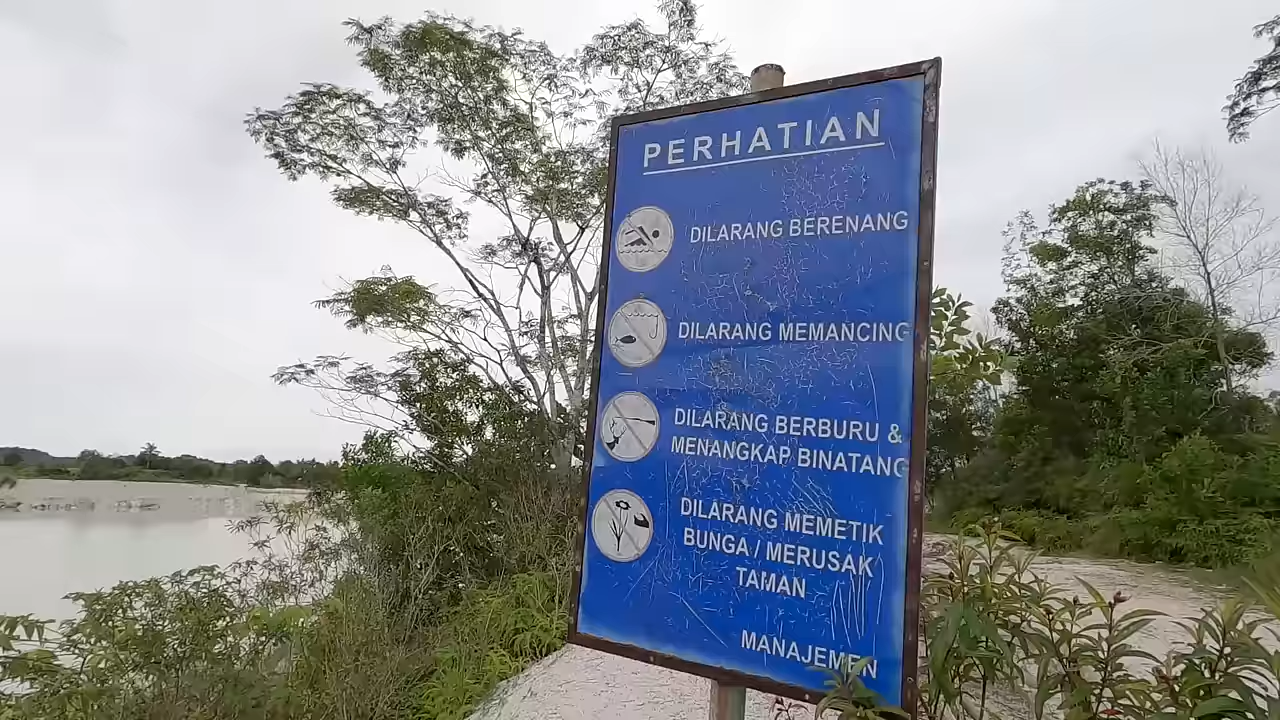 PERHATIAN
DILARANG BERENANG
DILARANG MEMANCING
DILARANG BERBURU &
MENANGKAP BINATANG
DILARANG MEMETIK
BUNGA / MERUSAK
TAMAN
MANAJEMEN